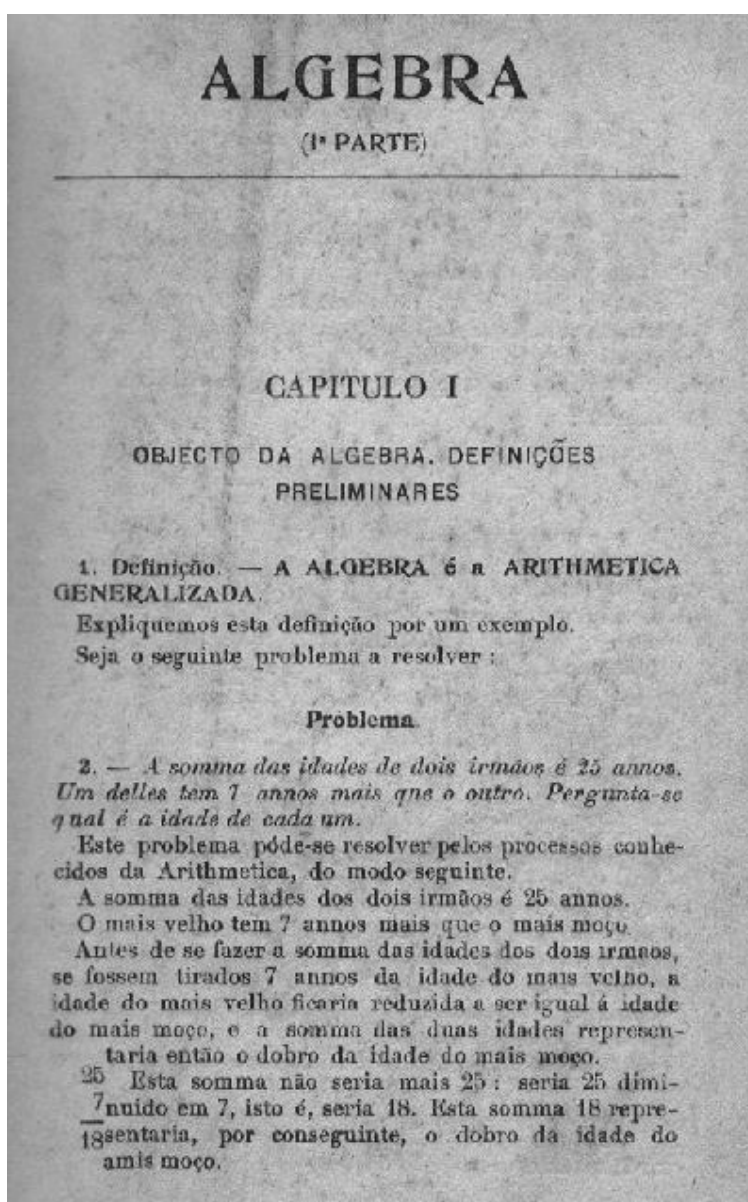 ALGEBRA
(1ª PARTE)
CAPITULO I
OBJECTO DA ALGEBRA. DEFINIÇÕES
PRELIMINARES
1. Definição. — A ALGEBRA é a ARITHMETICA
GENERALIZADA.
Expliquemos esta definição por um exemplo.
Seja o seguinte problema a resolver :
Problema
2. — A somma das idades de dois irmãos é 25 annos.
Um delles tem 7 annos mais que o outro. Pergunta-se
qual é a idade de cada um.
Este problema póde-se resolver pelos processos conhe-
cidos da Arithmetica, do modo seguinte.
A somma das idades dos dois irmãos é 25 annos.
O mais velho tem 7 annos mais que o mais moço.
Antes de se fazer a somma das idades dos dois irmãos,
se fossem tirados 7 annos da idade do mais velho, a
idade do mais velho ficaria reduzida a ser igual á idade
do mais moço, e a somma das duas idades represen-
taria então o dobro da idade do mais moço.
25 Esta somma não seria mais 25 : seria 25 dimi-
7 nuido em 7, isto é, seria 18. Esta somma 18 repre-
18 sentaria, por conseguinte, o dobro da idade do
amis moço.